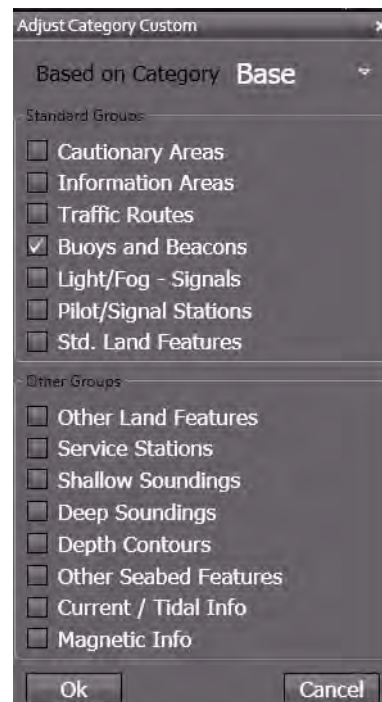 Adjust Category Custom ×
Based on Category Base
Standard Groups
Cautionary Areas
Information Areas
Traffic Routes
Buoys and Beacons
Light/Fog - Signals
Pilot/Signal Stations
Std. Land Features
Other Groups
Other Land Features
Service Stations
Shallow Soundings
Deep Soundings
Depth Contours
Other Seabed Features
Current / Tidal Info
Magnetic Info
Ok Cancel